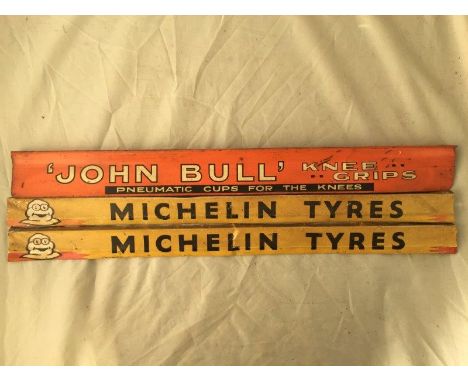 'JOHN BULL' KNEE GRIPS
PNEUMATIC CUPS FOR THE KNEES
MICHELIN TYRES
MICHELIN TYRES